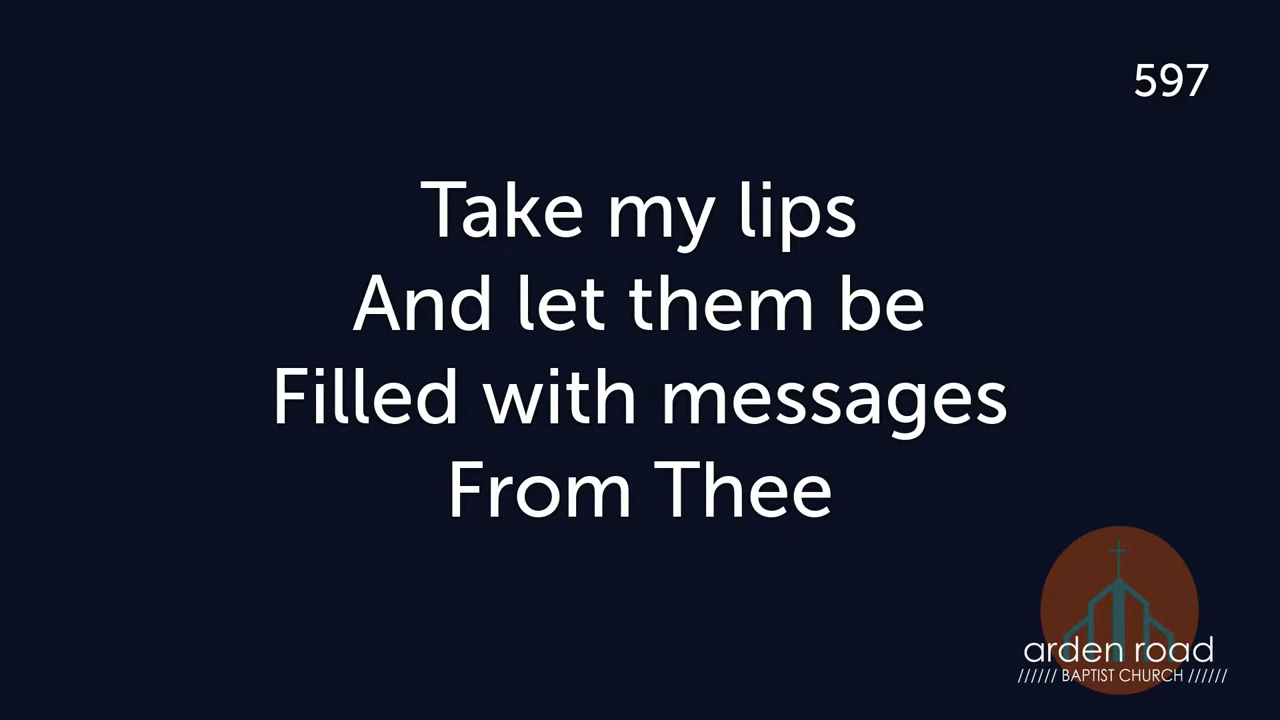 597
Take my lips
And let them be
Filled with messages
From Thee
arden road
////// BAPTIST CHURCH //////